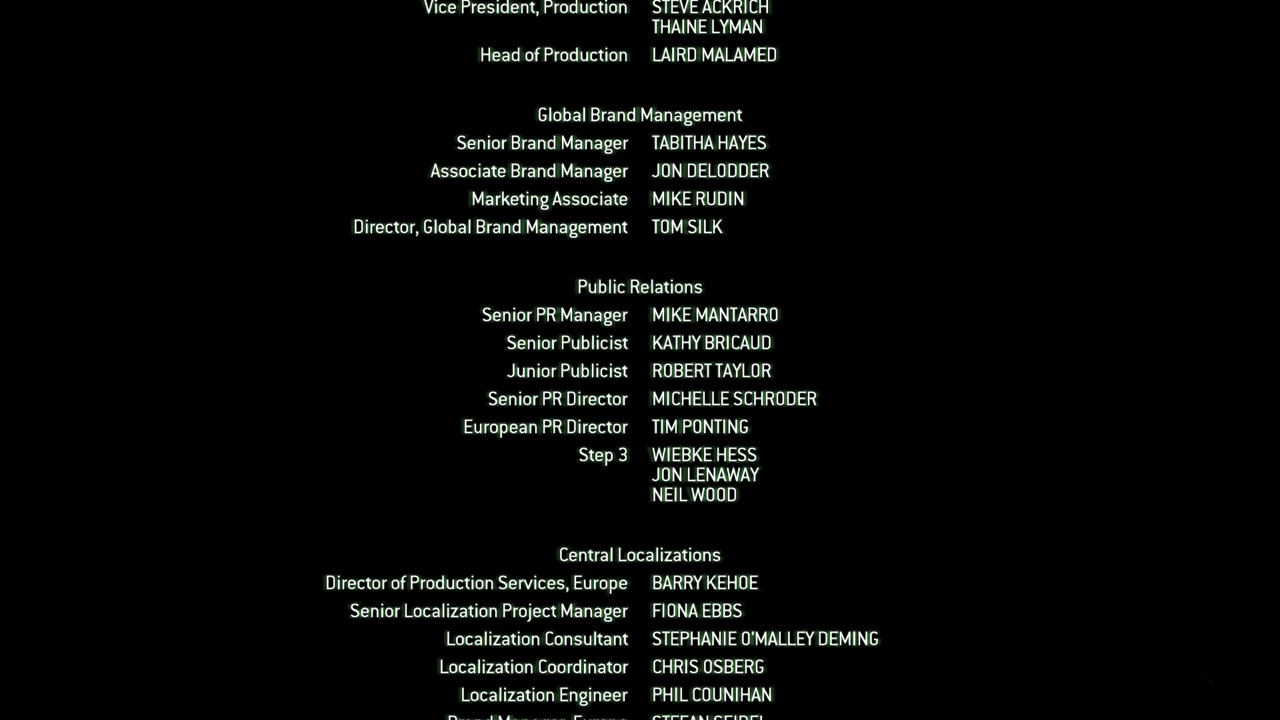 Vice President, Production STEVE ACKRICH
THAINE LYMAN
Head of Production LAIRD MALAMED
Global Brand Management
Senior Brand Manager TABITHA HAYES
Associate Brand Manager JON DELODDER
Marketing Associate MIKE RUDIN
Director, Global Brand Management TOM SILK
Public Relations
Senior PR Manager MIKE MANTARRO
Senior Publicist KATHY BRICAUD
Junior Publicist ROBERT TAYLOR
Senior PR Director MICHELLE SCHRODER
European PR Director TIM PONTING
Step 3 WIEBKE HESS
JON LENAWAY
NEIL WOOD
Central Localizations
Director of Production Services, Europe BARRY KEHOE
Senior Localization Project Manager FIONA EBBS
Localization Consultant STEPHANIE O'MALLEY DEMING
Localization Coordinator CHRIS OSBERG
Localization Engineer PHIL COUNIHAN
Brand Manager, Europe STEFAN SEIDEL